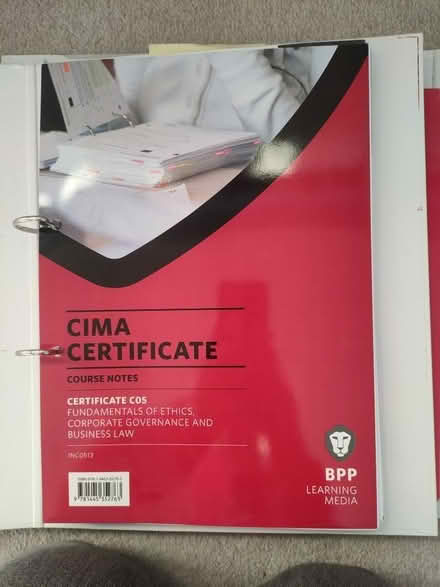 CIMA
CERTIFICATE
COURSE NOTES
CERTIFICATE C05
FUNDAMENTALS OF ETHICS,
CORPORATE GOVERNANCE AND
BUSINESS LAW
BPP
LEARNING
MEDIA